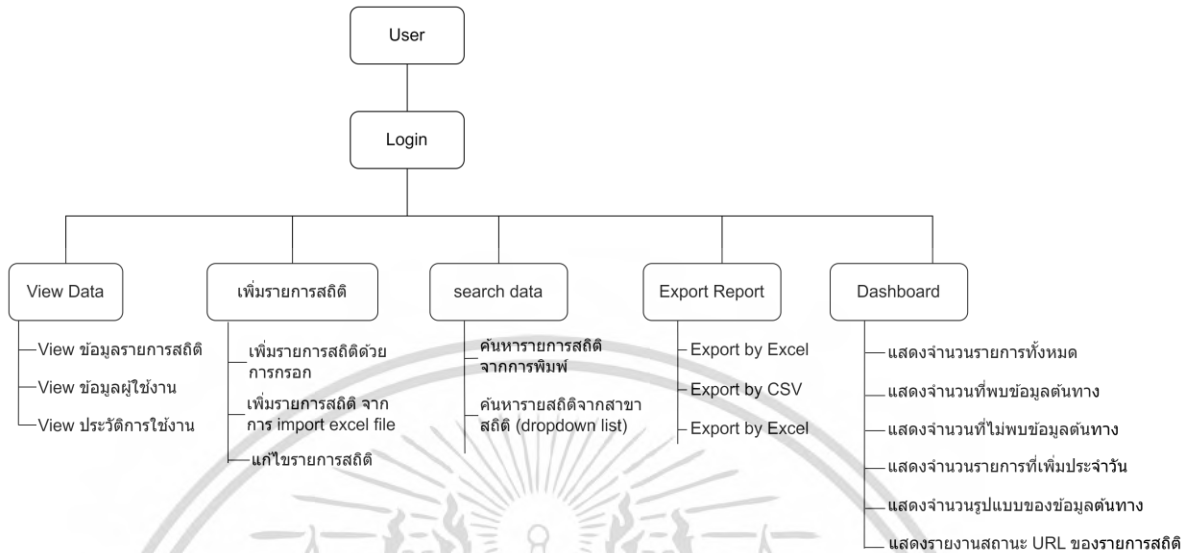 User
Login
View Data
เพิ่มรายการสถิติ
search data
Export Report
Dashboard
View ข้อมูลรายการสถิติ
View ข้อมูลผู้ใช้งาน
View ประวัติการใช้งาน
เพิ่มรายการสถิติด้วย
การกรอก
เพิ่มรายการสถิติ จาก
การ import excel file
แก้ไขรายการสถิติ
ค้นหารายการสถิติ
จากการพิมพ์
ค้นหารายสถิติจากสาขา
สถิติ (dropdown list)
Export by Excel
Export by CSV
Export by Excel
แสดงจำนวนรายการทั้งหมด
แสดงจำนวนที่พบข้อมูลต้นทาง
แสดงจำนวนที่ไม่พบข้อมูลต้นทาง
แสดงจำนวนรายการที่เพิ่มประจำวัน
แสดงจำนวนรูปแบบของข้อมูลต้นทาง
แสดงรายงานสถานะ URL ของรายการสถิติ